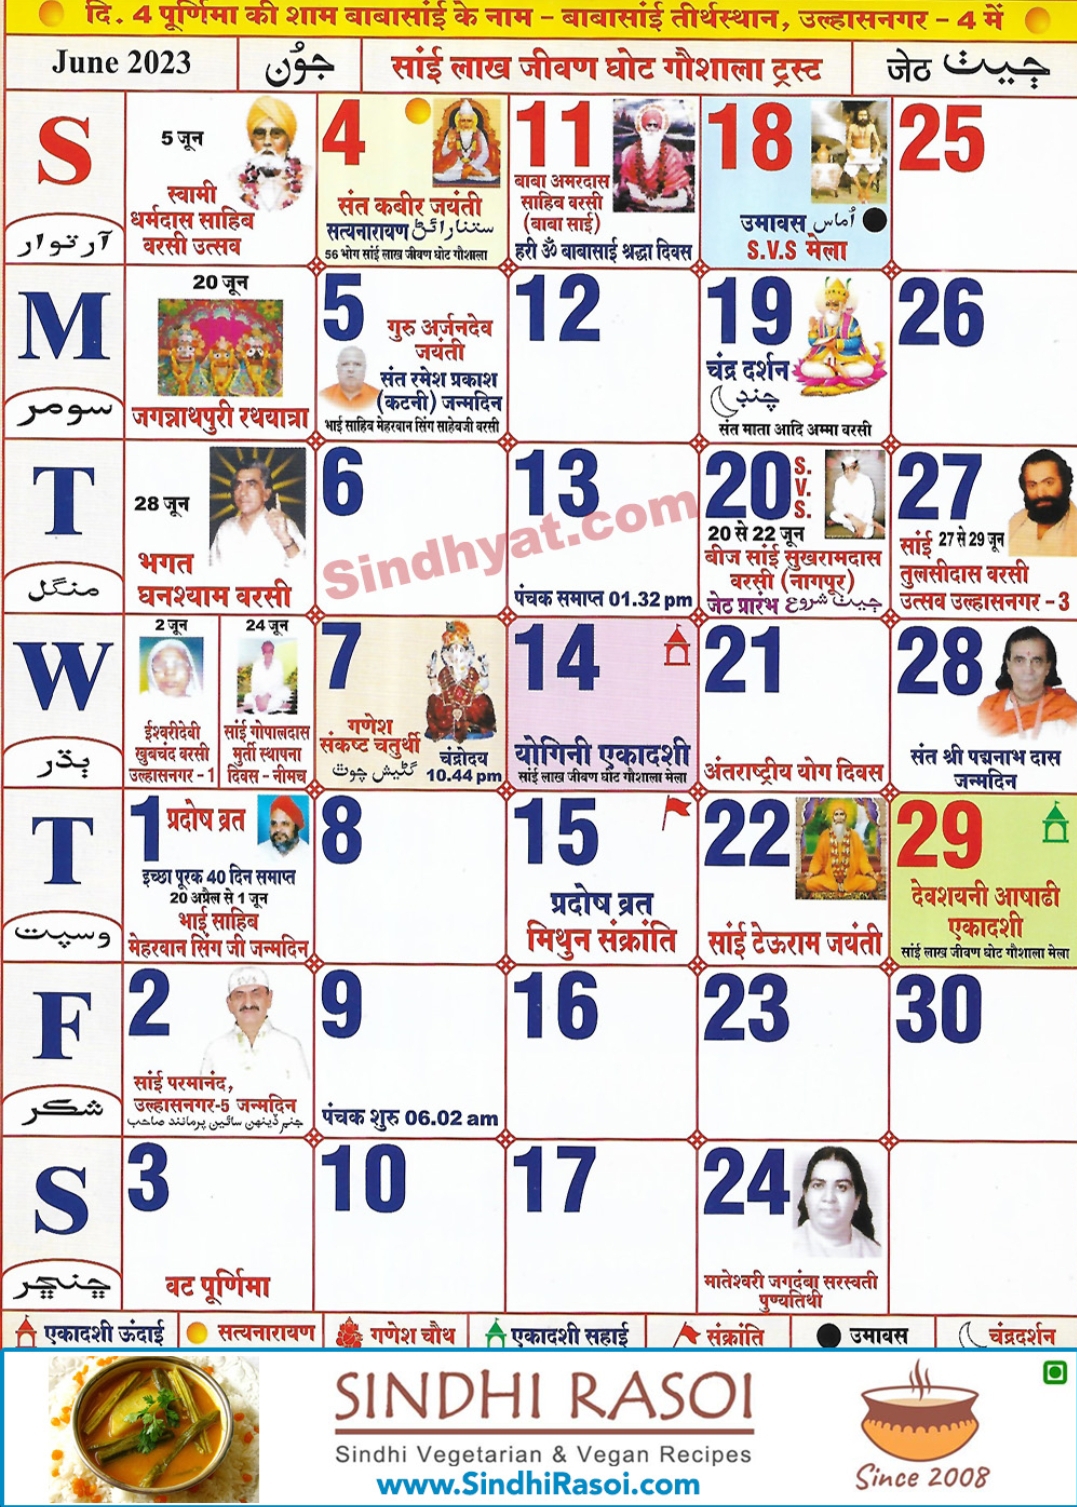 दि. 4 पूर्णिमा की शाम बाबासांई के नाम - बाबासांई तीर्थस्थान, उल्हासनगर - 4 में
June 2023
جوُن
सांई लाख जीवण घोट गौशाला ट्रस्ट
जेठ جيٺ
S
آرتوار
5 जून
स्वामी
धर्मदास साहिब
वरसी उत्सव
4
संत कबीर जयंती
सत्यनारायण ستنارائڻ
56 भोग सांई लाख जीवण घोट गौशाला
11
बाबा अमरदास
साहिब वरसी
(बाबा साई)
हरी ॐ बाबासाई श्रद्धा दिवस
18
उमावस اُماس
S.V.S मेला
25
M
سومر
20 जून
जगन्नाथपुरी रथयात्रा
5
गुरु अर्जनदेव
जयंती
संत रमेश प्रकाश
(कटनी) जन्मदिन
भाई साहिब मेहरबान सिंग साहेबजी वरसी
12
19
चंद्र दर्शन
چنڊ
संत माता आदि अम्मा वरसी
26
T
منگل
28 जून
भगत
घनश्याम वरसी
6
13
पंचक समाप्त 01.32 pm
20 S.V.S.
20 से 22 जून
बीज सांई सुखरामदास
वरसी (नागपूर)
जेठ प्रारंभ جيٺ شروع
27
सांई 27 से 29 जून
तुलसीदास वरसी
उत्सव उल्हासनगर - 3
Sindhyat.com
W
ٻڌر
2 जून
ईश्वरीदेवी
खुबचंद वरसी
उल्हासनगर - 1
24 जून
सांई गोपालदास
मुर्ती स्थापना
दिवस - नीमच
7
गणेश
संकष्ट चतुर्थी
گڻيش چوٿ
चंद्रोदय
10.44 pm
14
योगिनी एकादशी
सांई लाख जीवण घोट गौशाला मेला
21
अंतराष्ट्रीय योग दिवस
28
संत श्री पद्मनाभ दास
जन्मदिन
T
وسپت
1 प्रदोष व्रत
इच्छा पूरक 40 दिन समाप्त
20 अप्रैल से 1 जून
भाई साहिब
मेहरवान सिंग जी जन्मदिन
8
15
प्रदोष व्रत
मिथुन संक्रांति
22
सांई टेऊराम जयंती
29
देवशयनी आषाढी
एकादशी
सांई लाख जीवण घोट गौशाला मेला
F
شڪر
2
सांई परमानंद,
उल्हासनगर-5 जन्मदिन
جنم ڏينهن سائين پرمانند صاحب
9
पंचक शुरु 06.02 am
16
23
30
S
ڇنڇر
3
वट पूर्णिमा
10
17
24
मातेश्वरी जगदंबा सरस्वती
पुण्यतिथी
एकादशी ऊंदाई
सत्यनारायण
गणेश चौथ
एकादशी सहाई
संक्रांति
उमावस
चंद्रदर्शन
SINDHI RASOI
Sindhi Vegetarian & Vegan Recipes
www.SindhiRasoi.com
Since 2008